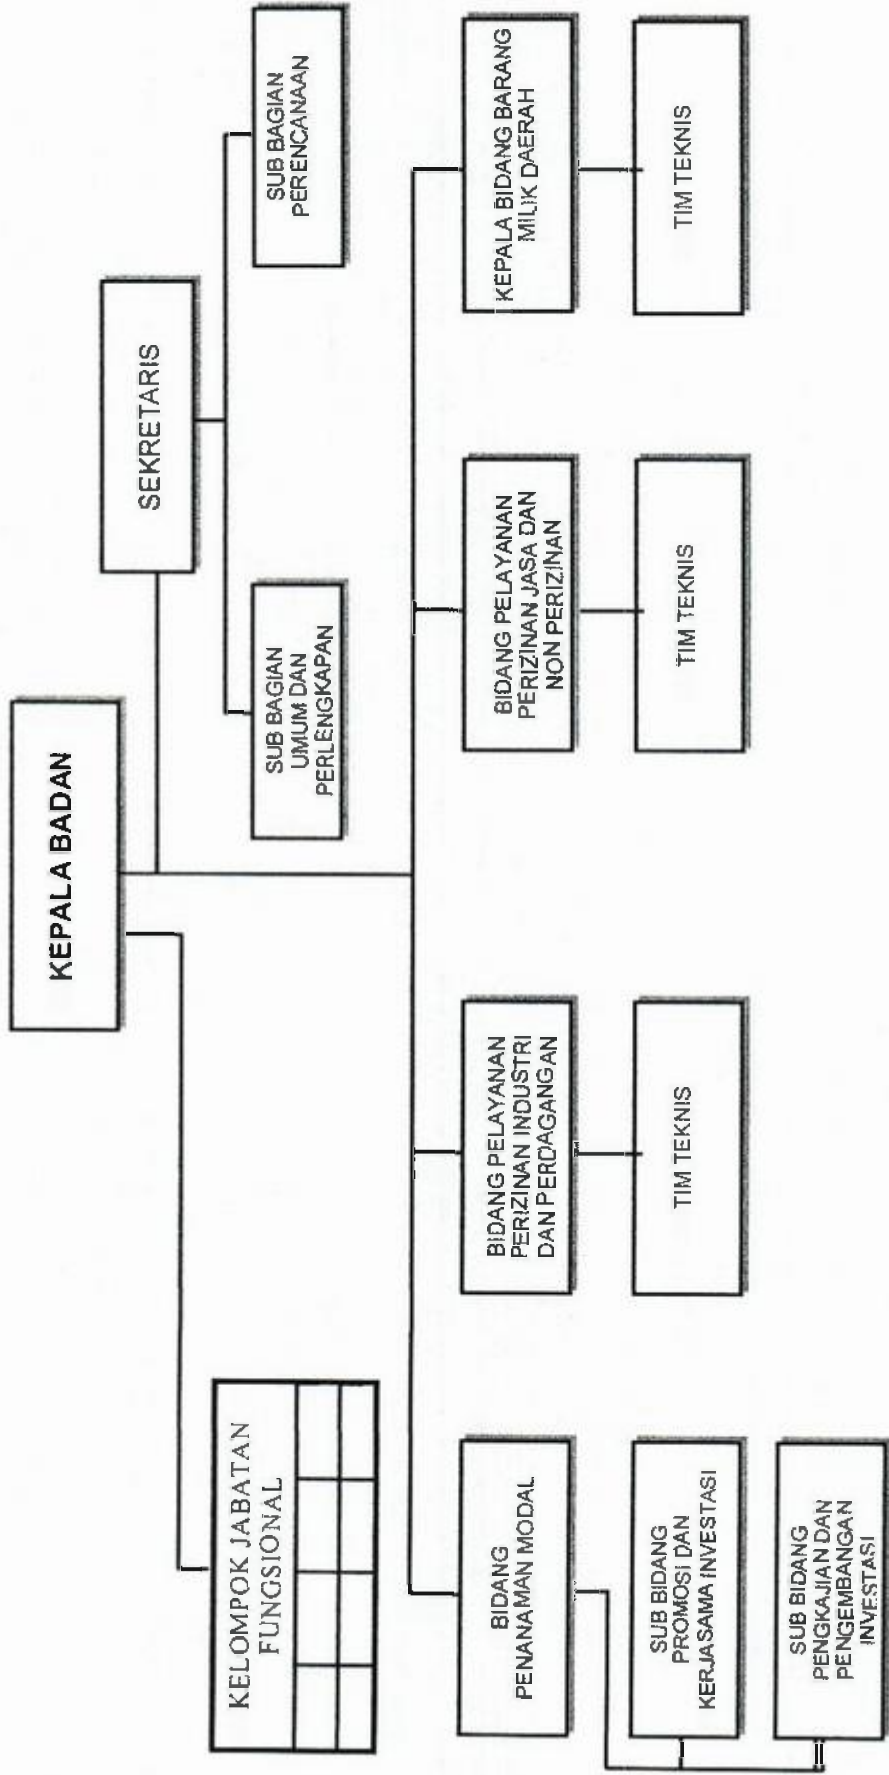 KEPALA BADAN
SEKRETARIS
KELOMPOK JABATAN
FUNGSIONAL
SUB BAGIAN
UMUM DAN
PERLENGKAPAN
SUB BAGIAN
PERENCANAAN
BIDANG
PENANAMAN MODAL
BIDANG PELAYANAN
PERIZINAN INDUSTRI
DAN PERDAGANGAN
BIDANG PELAYANAN
PERIZINAN JASA DAN
NON PERIZINAN
KEPALA BIDANG BARANG
MILIK DAERAH
SUB BIDANG
PROMOSI DAN
KERJASAMA INVESTASI
TIM TEKNIS
TIM TEKNIS
TIM TEKNIS
SUB BIDANG
PENGKAJIAN DAN
PENGEMBANGAN
INVESTASI